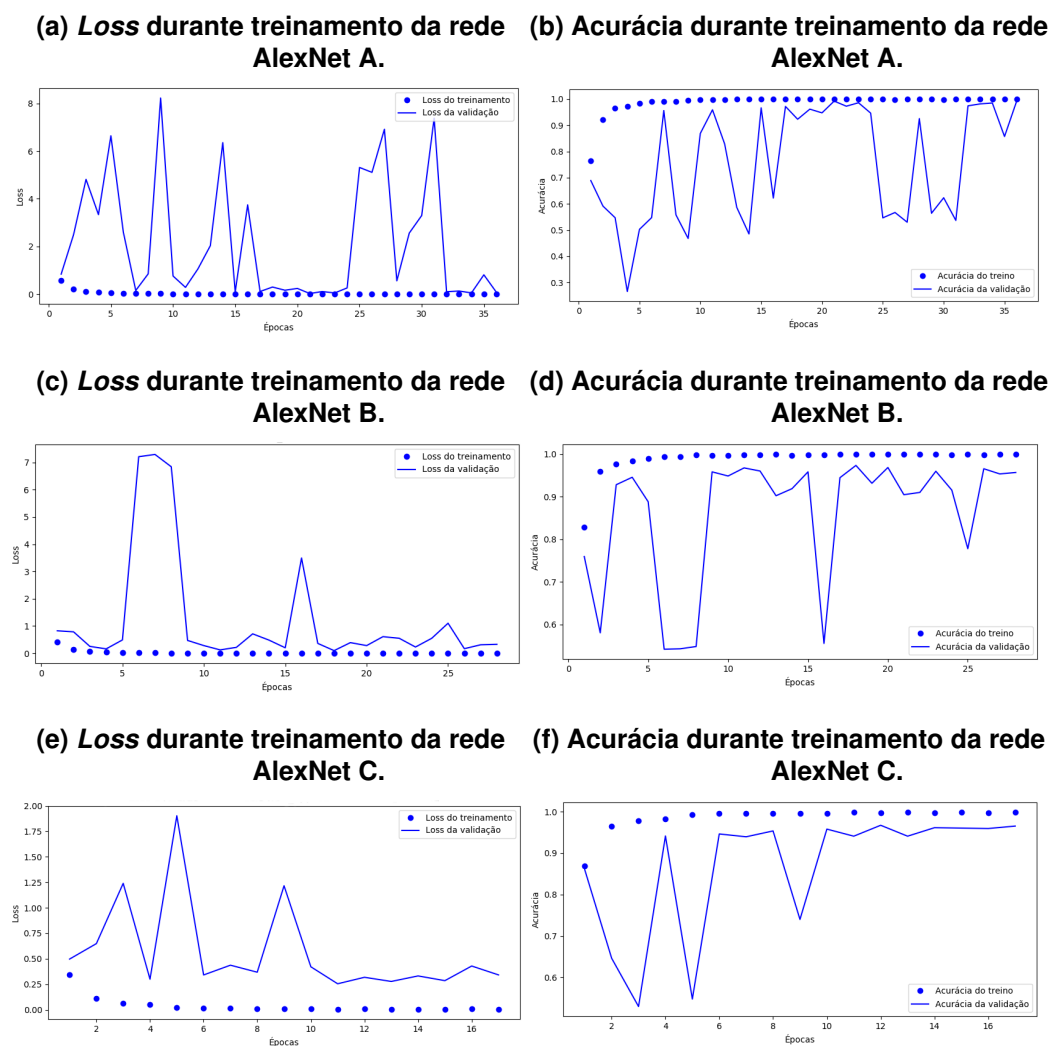 (a) Loss durante treinamento da rede
AlexNet A.
(b) Acurácia durante treinamento da rede
AlexNet A.
8
6
4
2
0
Loss
Loss do treinamento
Loss da validação
0 5 10 15 20 25 30 35
Épocas
1.0
0.9
0.8
0.7
0.6
0.5
0.4
0.3
Acurácia
Acurácia do treino
Acurácia da validação
0 5 10 15 20 25 30 35
Épocas
(c) Loss durante treinamento da rede
AlexNet B.
(d) Acurácia durante treinamento da rede
AlexNet B.
7
6
5
4
3
2
1
0
Loss
Loss do treinamento
Loss da validação
0 5 10 15 20 25
Épocas
1.0
0.9
0.8
0.7
0.6
Acurácia
Acurácia do treino
Acurácia da validação
0 5 10 15 20 25
Épocas
(e) Loss durante treinamento da rede
AlexNet C.
(f) Acurácia durante treinamento da rede
AlexNet C.
2.00
1.75
1.50
1.25
1.00
0.75
0.50
0.25
0.00
Loss
Loss do treinamento
Loss da validação
2 4 6 8 10 12 14 16
Épocas
1.0
0.9
0.8
0.7
0.6
Acurácia
Acurácia do treino
Acurácia da validação
2 4 6 8 10 12 14 16
Épocas